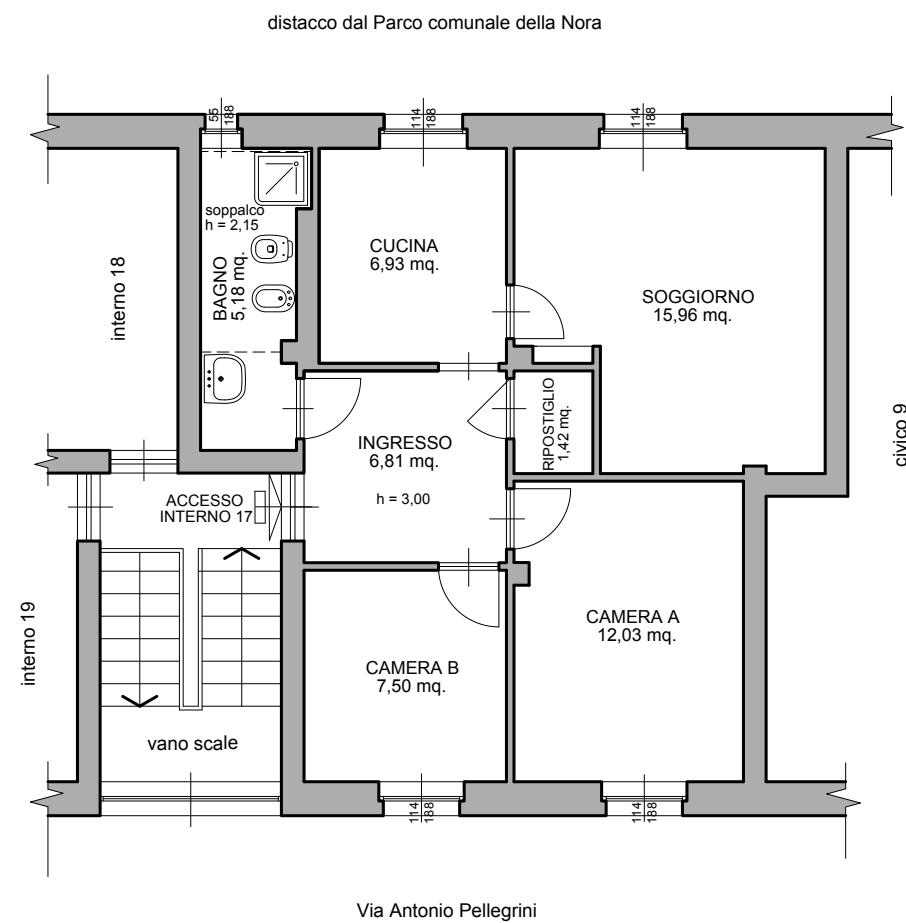 distacco dal Parco comunale della Nora
55
188
114
188
114
188
soppalco
h = 2,15
BAGNO
5,18 mq.
CUCINA
6,93 mq.
SOGGIORNO
15,96 mq.
interno 18
civico 9
RIPOSTIGLIO
1,42 mq.
INGRESSO
6,81 mq.
h = 3,00
ACCESSO
INTERNO 17
interno 19
CAMERA A
12,03 mq.
CAMERA B
7,50 mq.
vano scale
114
188
114
188
Via Antonio Pellegrini